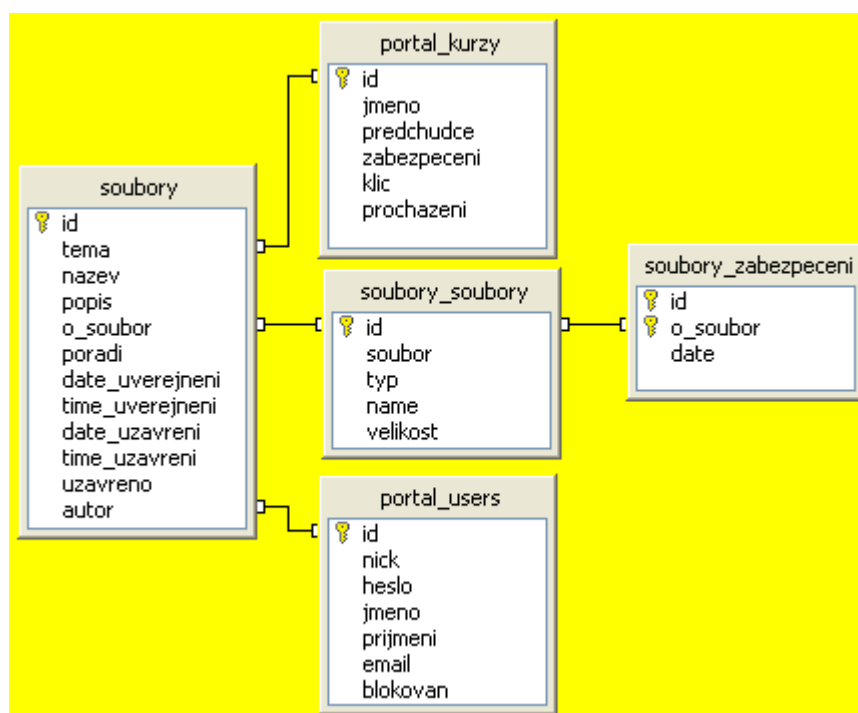 portal_kurzy
id
jmeno
predchudce
zabezpeceni
klic
prochazeni
soubory
id
tema
nazev
popis
o_soubor
poradi
date_uverejneni
time_uverejneni
date_uzavreni
time_uzavreni
uzavreno
autor
soubory_soubory
id
soubor
typ
name
velikost
soubory_zabezpeceni
id
o_soubor
date
portal_users
id
nick
heslo
jmeno
prijmeni
email
blokovan